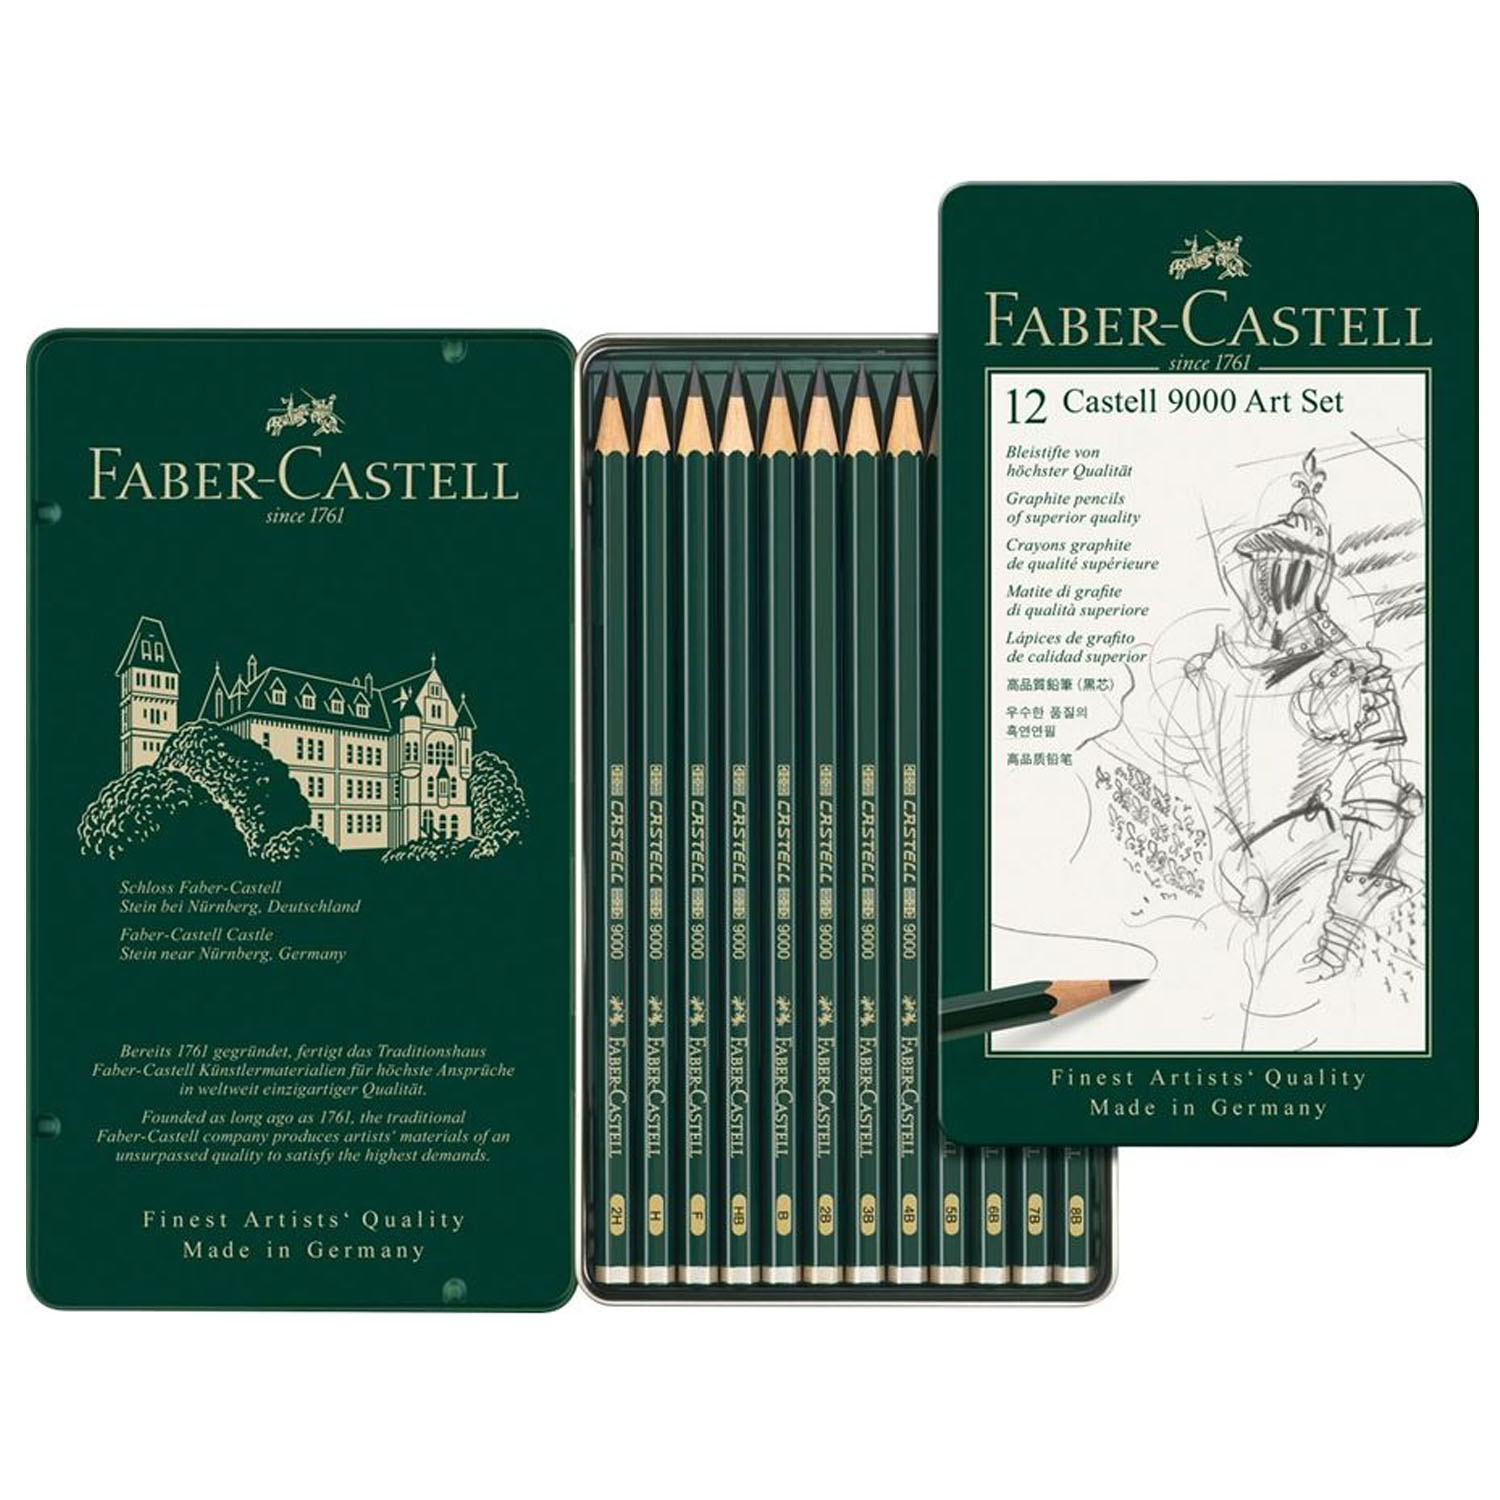 FABER-CASTELL
since 1761
Schloss Faber-Castell
Stein bei Nürnberg, Deutschland
Faber-Castell Castle
Stein near Nürnberg, Germany
Bereits 1761 gegründet, fertigt das Traditionshaus
Faber-Castell Künstlermaterialien für höchste Ansprüche
in weltweit einzigartiger Qualität.
Founded as long ago as 1761, the traditional
Faber-Castell company produces artists' materials of an
unsurpassed quality to satisfy the highest demands.
Finest Artists‘ Quality
Made in Germany
CASTELL 9000 FABER-CASTELL 2H
CASTELL 9000 FABER-CASTELL H
CASTELL 9000 FABER-CASTELL F
CASTELL 9000 FABER-CASTELL HB
CASTELL 9000 FABER-CASTELL B
CASTELL 9000 FABER-CASTELL 2B
CASTELL 9000 FABER-CASTELL 3B
CASTELL 9000 FABER-CASTELL 4B
5B
6B
7B
8B
FABER-CASTELL
since 1761
12 Castell 9000 Art Set
Bleistifte von
höchster Qualität
Graphite pencils
of superior quality
Crayons graphite
de qualité supérieure
Matite di grafite
di qualità superiore
Lápices de grafito
de calidad superior
高品質鉛筆 (黒芯)
우수한 품질의
흑연연필
高品质铅笔
Finest Artists‘ Quality
Made in Germany